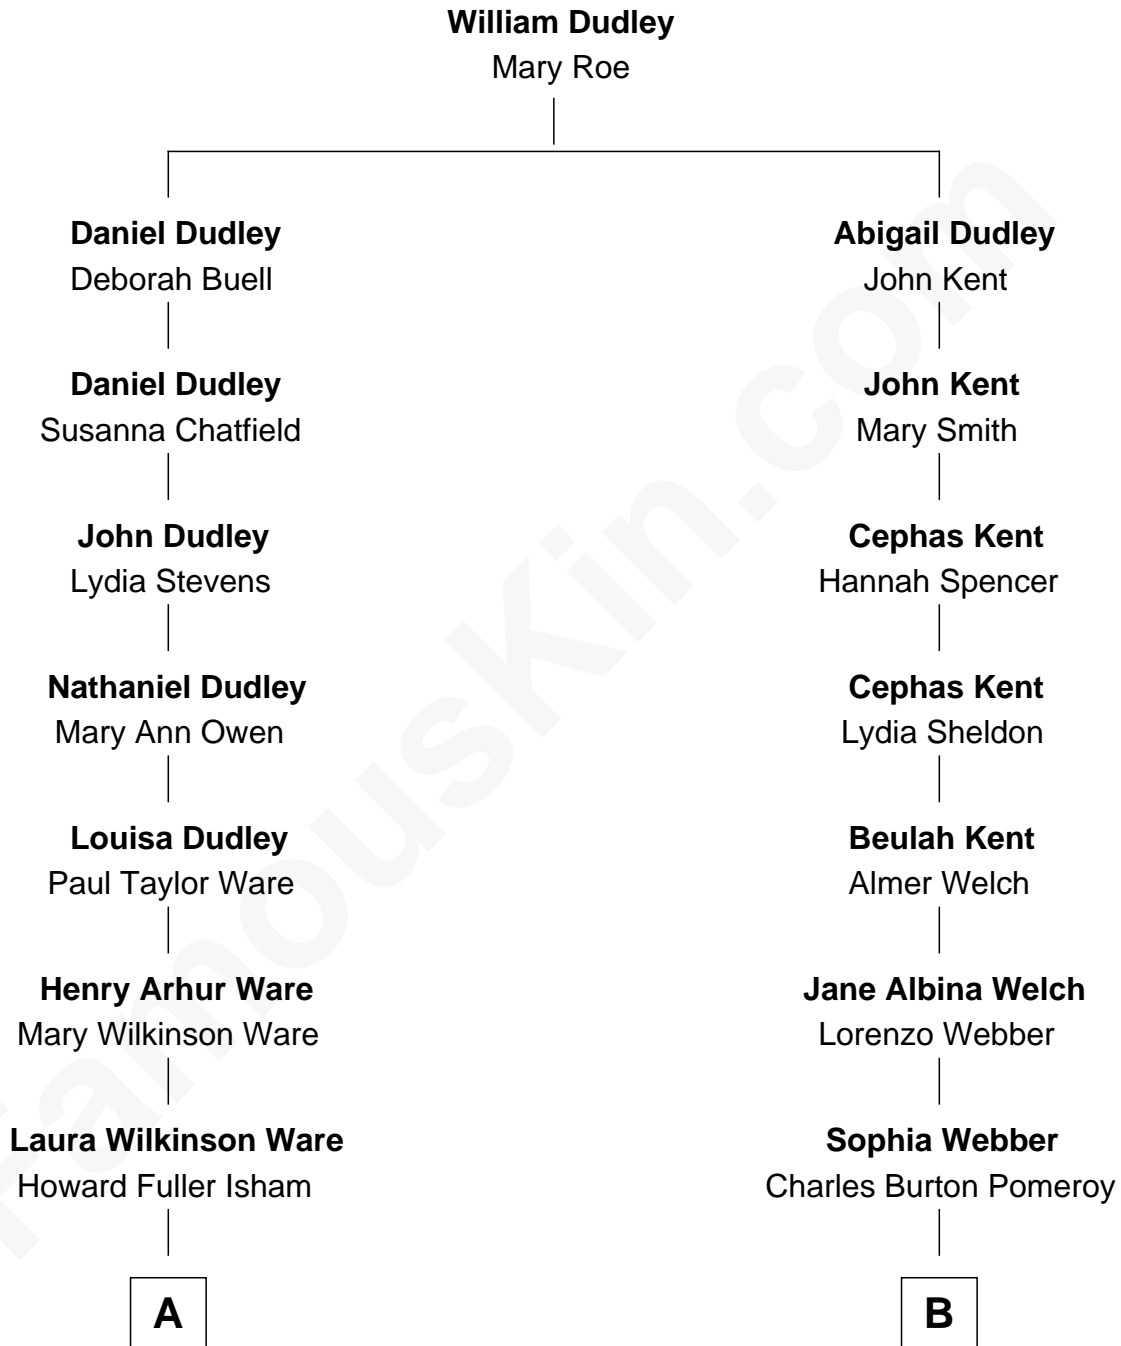 William Dudley
Mary Roe
Daniel Dudley
Deborah Buell
Abigail Dudley
John Kent
Daniel Dudley
Susanna Chatfield
John Kent
Mary Smith
John Dudley
Lydia Stevens
Cephas Kent
Hannah Spencer
Nathaniel Dudley
Mary Ann Owen
Cephas Kent
Lydia Sheldon
Louisa Dudley
Paul Taylor Ware
Beulah Kent
Almer Welch
Henry Arhur Ware
Mary Wilkinson Ware
Jane Albina Welch
Lorenzo Webber
Laura Wilkinson Ware
Howard Fuller Isham
Sophia Webber
Charles Burton Pomeroy
A
B
FamousKin.com